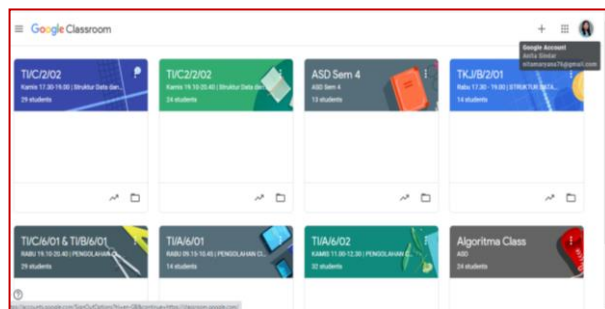 Google Classroom
Google Account
TI/C/2/02
Kamis 17.30-19.00 | Struktur Data dan...
29 students
TI/C2/2/02
Kamis 19.10-20.40 | Struktur Data dan...
24 students
ASD Sem 4
ASD Sem 4
13 students
TKJ/B/2/01
Rabu 17.30 - 19.00 | STRUKTUR DATA...
14 students
TI/C/6/01 & TI/B/6/01
RABU 19.10-20.40 | PENGOLAHAN
29 students
TI/A/6/01
RABU 09.15-10.45 | PENGOLAHAN CI...
14 students
TI/A/6/02
KAMIS 11.00-12.30 | PENGOLAHAN CI...
32 students
Algoritma Class
ASD
24 students